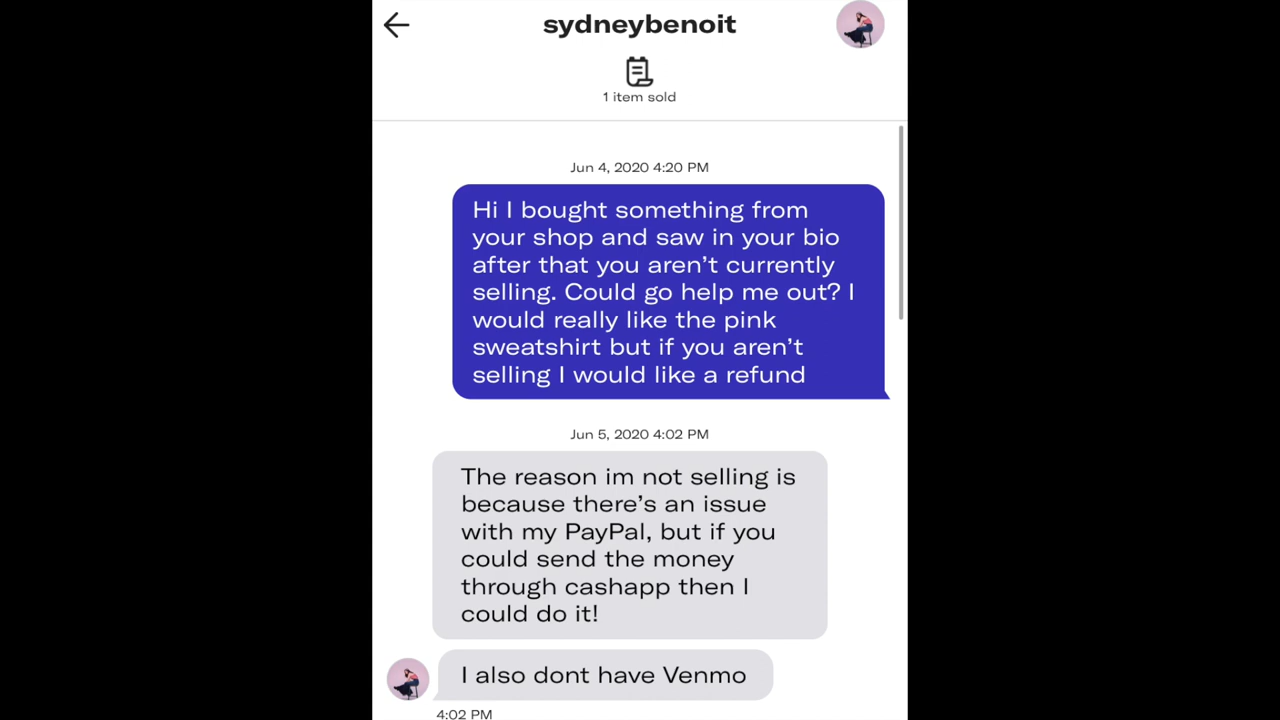 sydneybenoit
1 item sold
Jun 4, 2020 4:20 PM
Hi I bought something from
your shop and saw in your bio
after that you aren’t currently
selling. Could go help me out? I
would really like the pink
sweatshirt but if you aren’t
selling I would like a refund
Jun 5, 2020 4:02 PM
The reason im not selling is
because there’s an issue
with my PayPal, but if you
could send the money
through cashapp then I
could do it!
I also dont have Venmo
4:02 PM